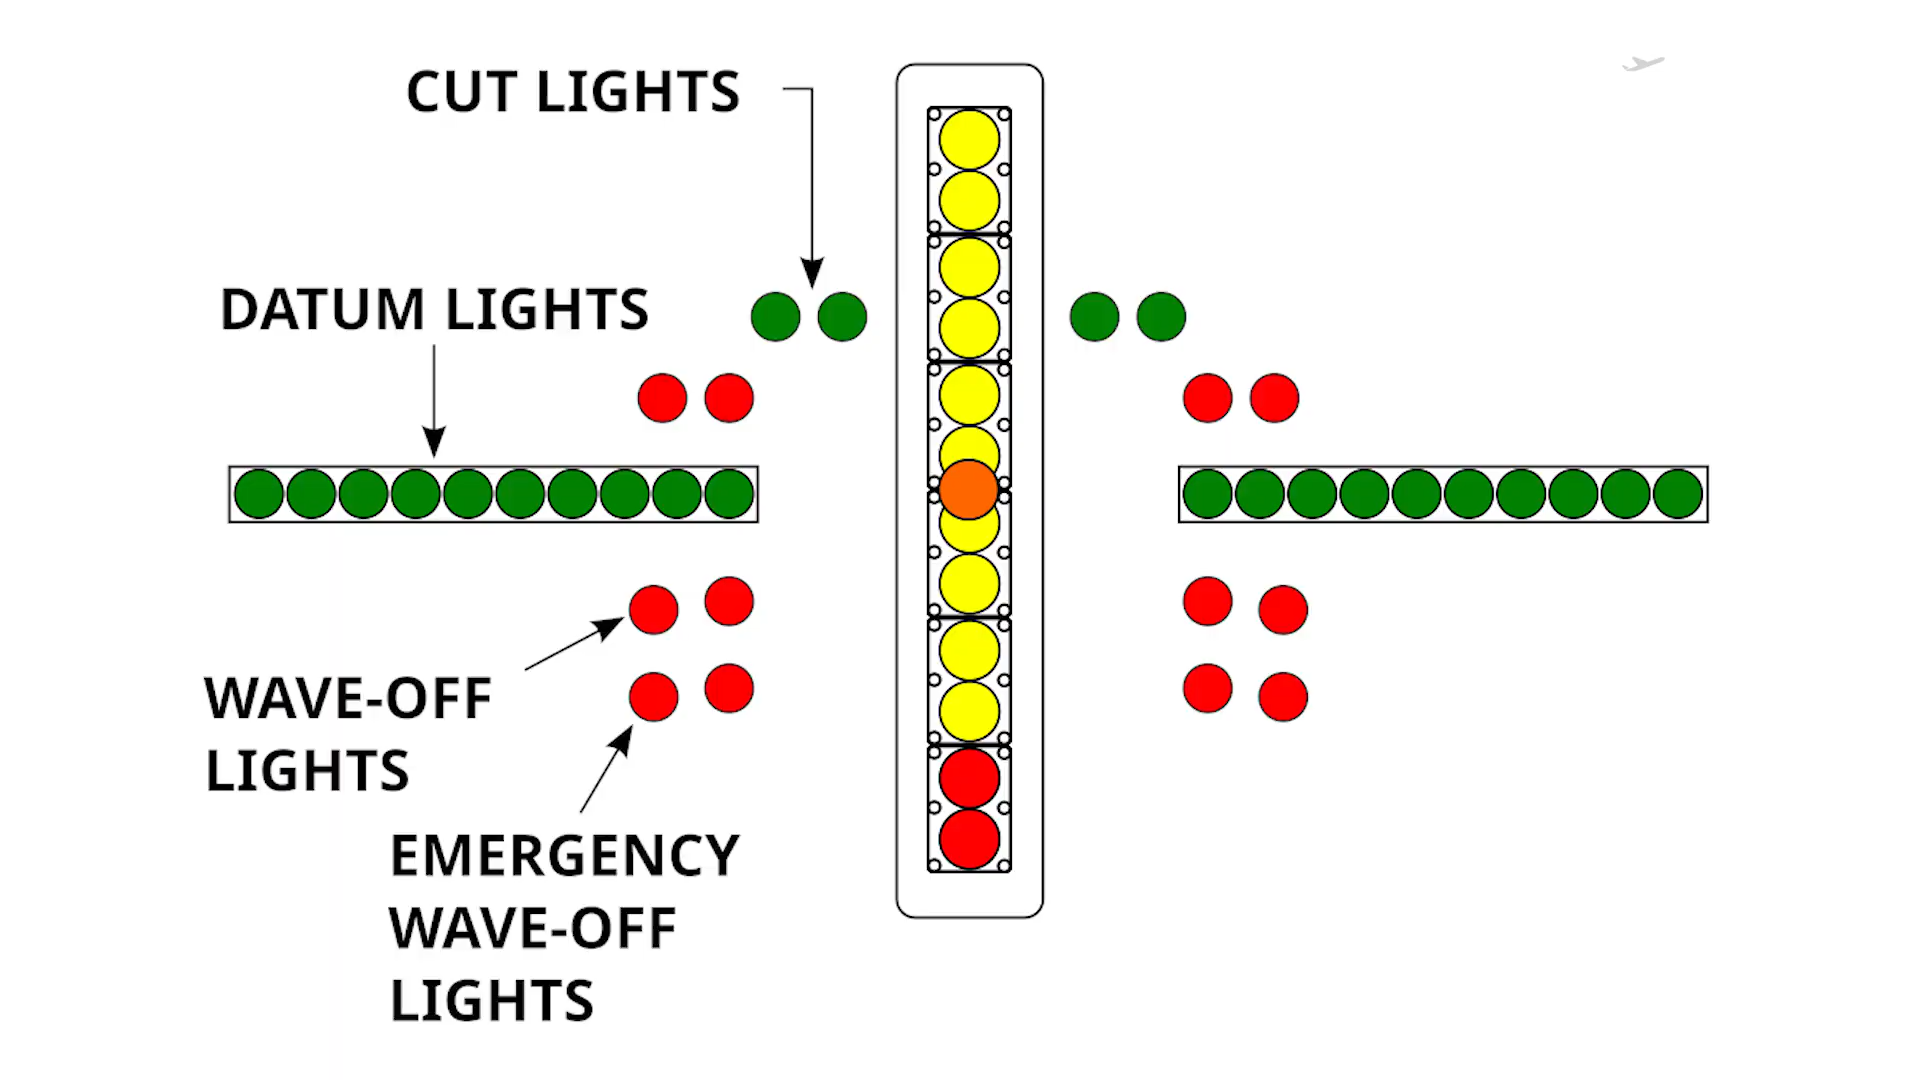 CUT LIGHTS
DATUM LIGHTS
WAVE-OFF
LIGHTS
EMERGENCY
WAVE-OFF
LIGHTS